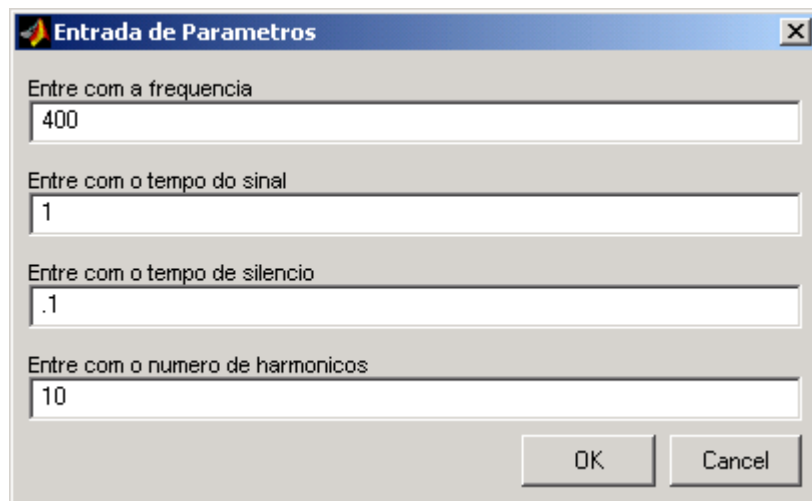 Entrada de Parametros
Entre com a frequencia
400
Entre com o tempo do sinal
1
Entre com o tempo de silencio
.1
Entre com o numero de harmonicos
10
OK Cancel